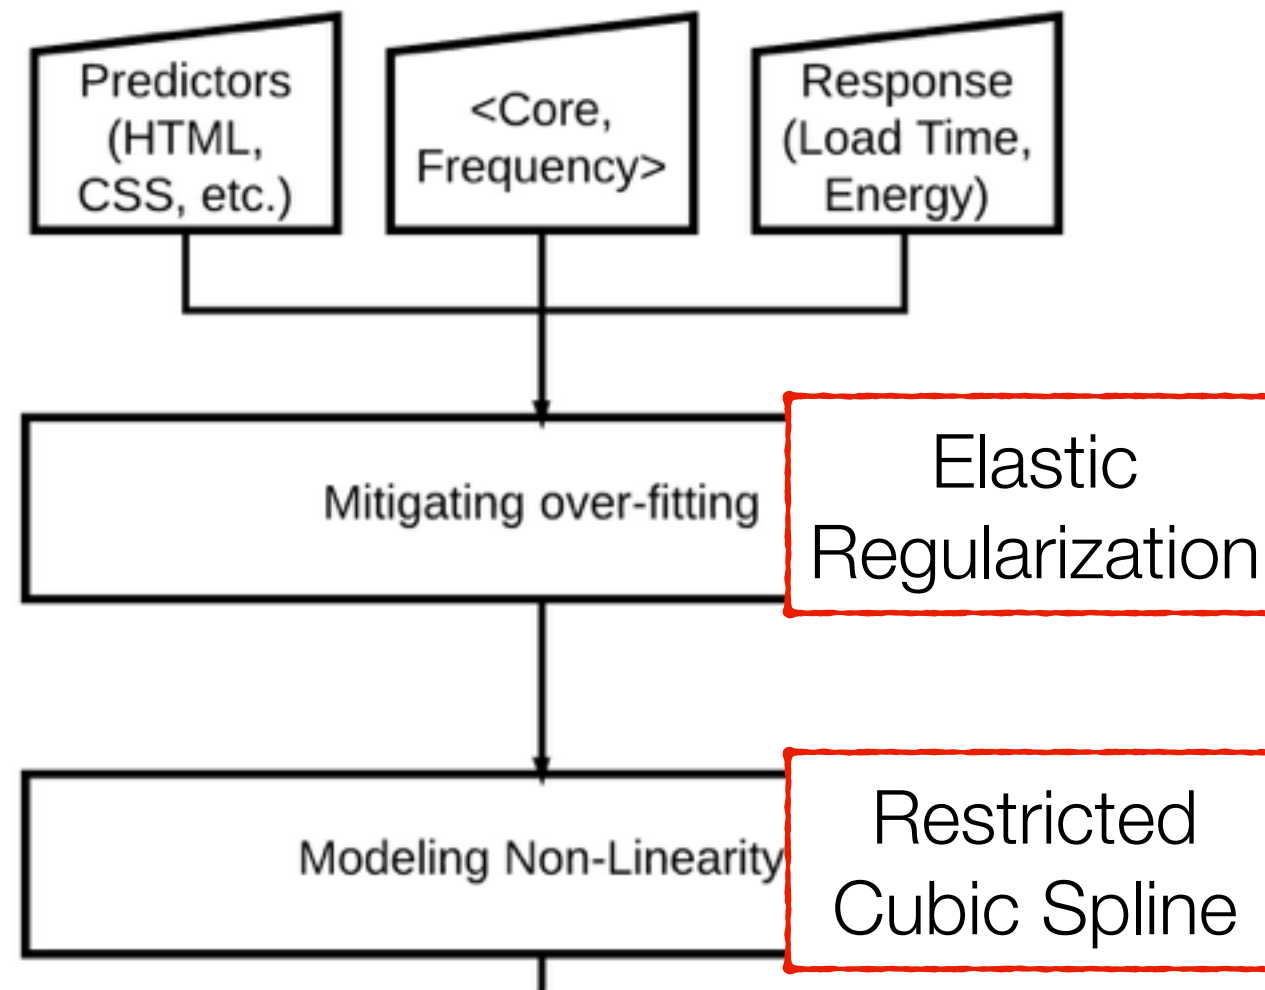 Predictors
(HTML,
CSS, etc.)
<Core,
Frequency>
Response
(Load Time,
Energy)
Mitigating over-fitting
Elastic
Regularization
Modeling Non-Linearity
Restricted
Cubic Spline